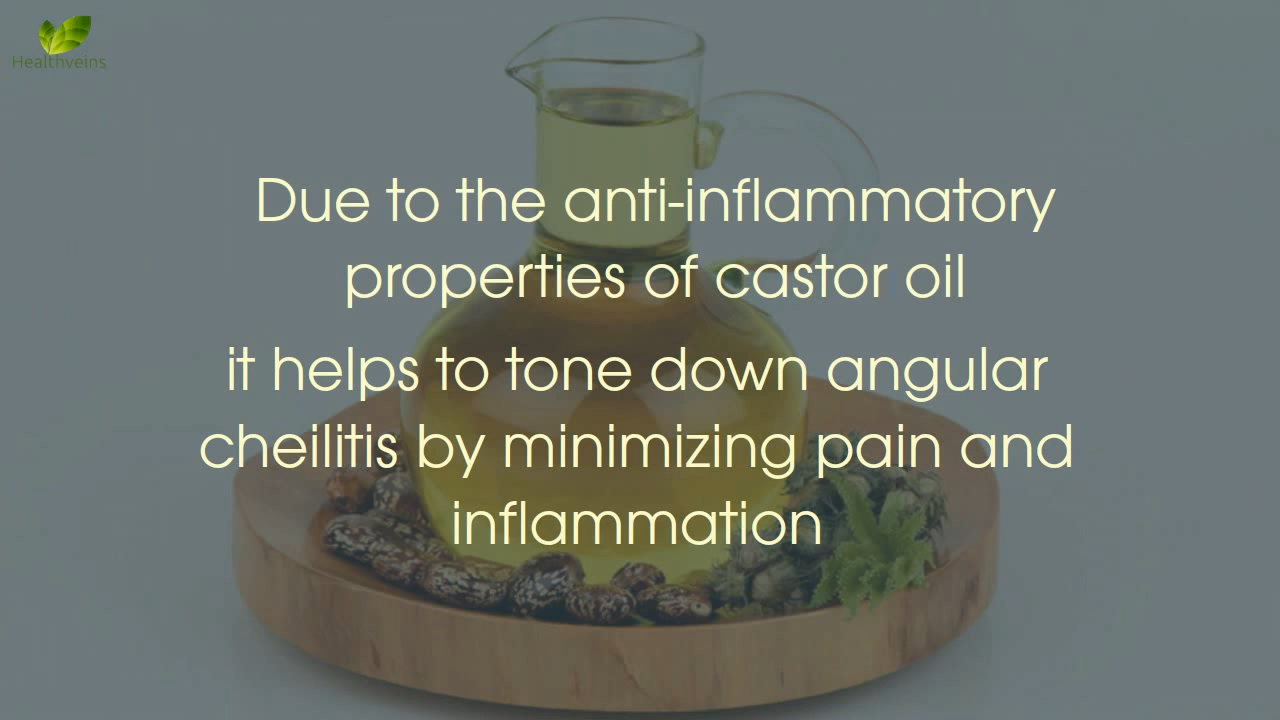 Healthveins
Due to the anti-inflammatory
properties of castor oil
it helps to tone down angular
cheilitis by minimizing pain and
inflammation